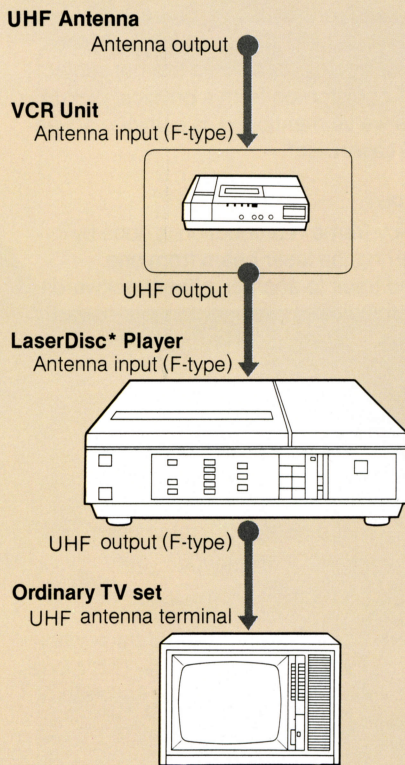 UHF Antenna
Antenna output
VCR Unit
Antenna input (F-type)
UHF output
LaserDisc* Player
Antenna input (F-type)
UHF output (F-type)
Ordinary TV set
UHF antenna terminal